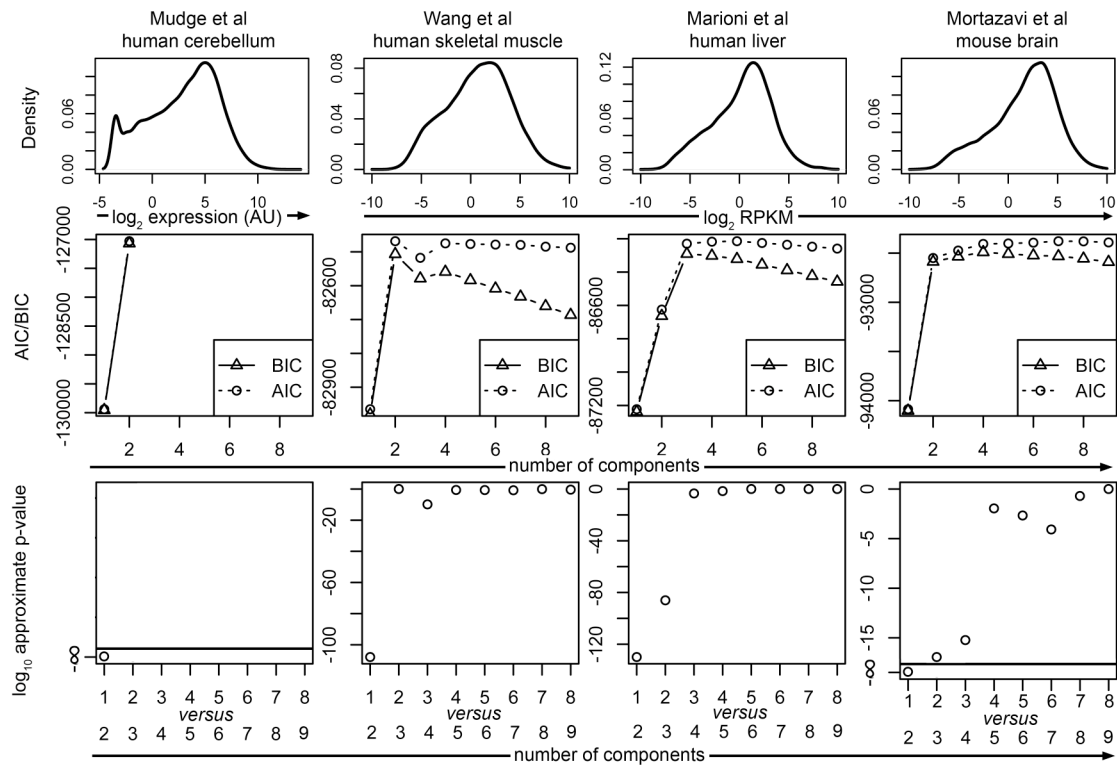 Mudge et al
human cerebellum
Wang et al
human skeletal muscle
Marioni et al
human liver
Mortazavi et al
mouse brain
Density
0.00 0.06
-5 0 5 10
0.00 0.04 0.08
-10 -5 0 5 10
0.00 0.06 0.12
-10 -5 0 5 10
0.00 0.06
-10 -5 0 5 10
log2 expression (AU)
log2 RPKM
AIC/BIC
-130000 -128500 -127000
BIC
AIC
2 4 6 8
-82900 -82600
BIC
AIC
2 4 6 8
-87200 -86600
BIC
AIC
2 4 6 8
-94000 -93000
BIC
AIC
2 4 6 8
number of components
log10 approximate p-value
-∞
1 2 3 4 5 6 7 8
versus
2 3 4 5 6 7 8 9
-100 -60 -20
1 2 3 4 5 6 7 8
versus
2 3 4 5 6 7 8 9
-120 -80 -40 0
1 2 3 4 5 6 7 8
versus
2 3 4 5 6 7 8 9
-∞ -15 -10 -5 0
1 2 3 4 5 6 7 8
versus
2 3 4 5 6 7 8 9
number of components